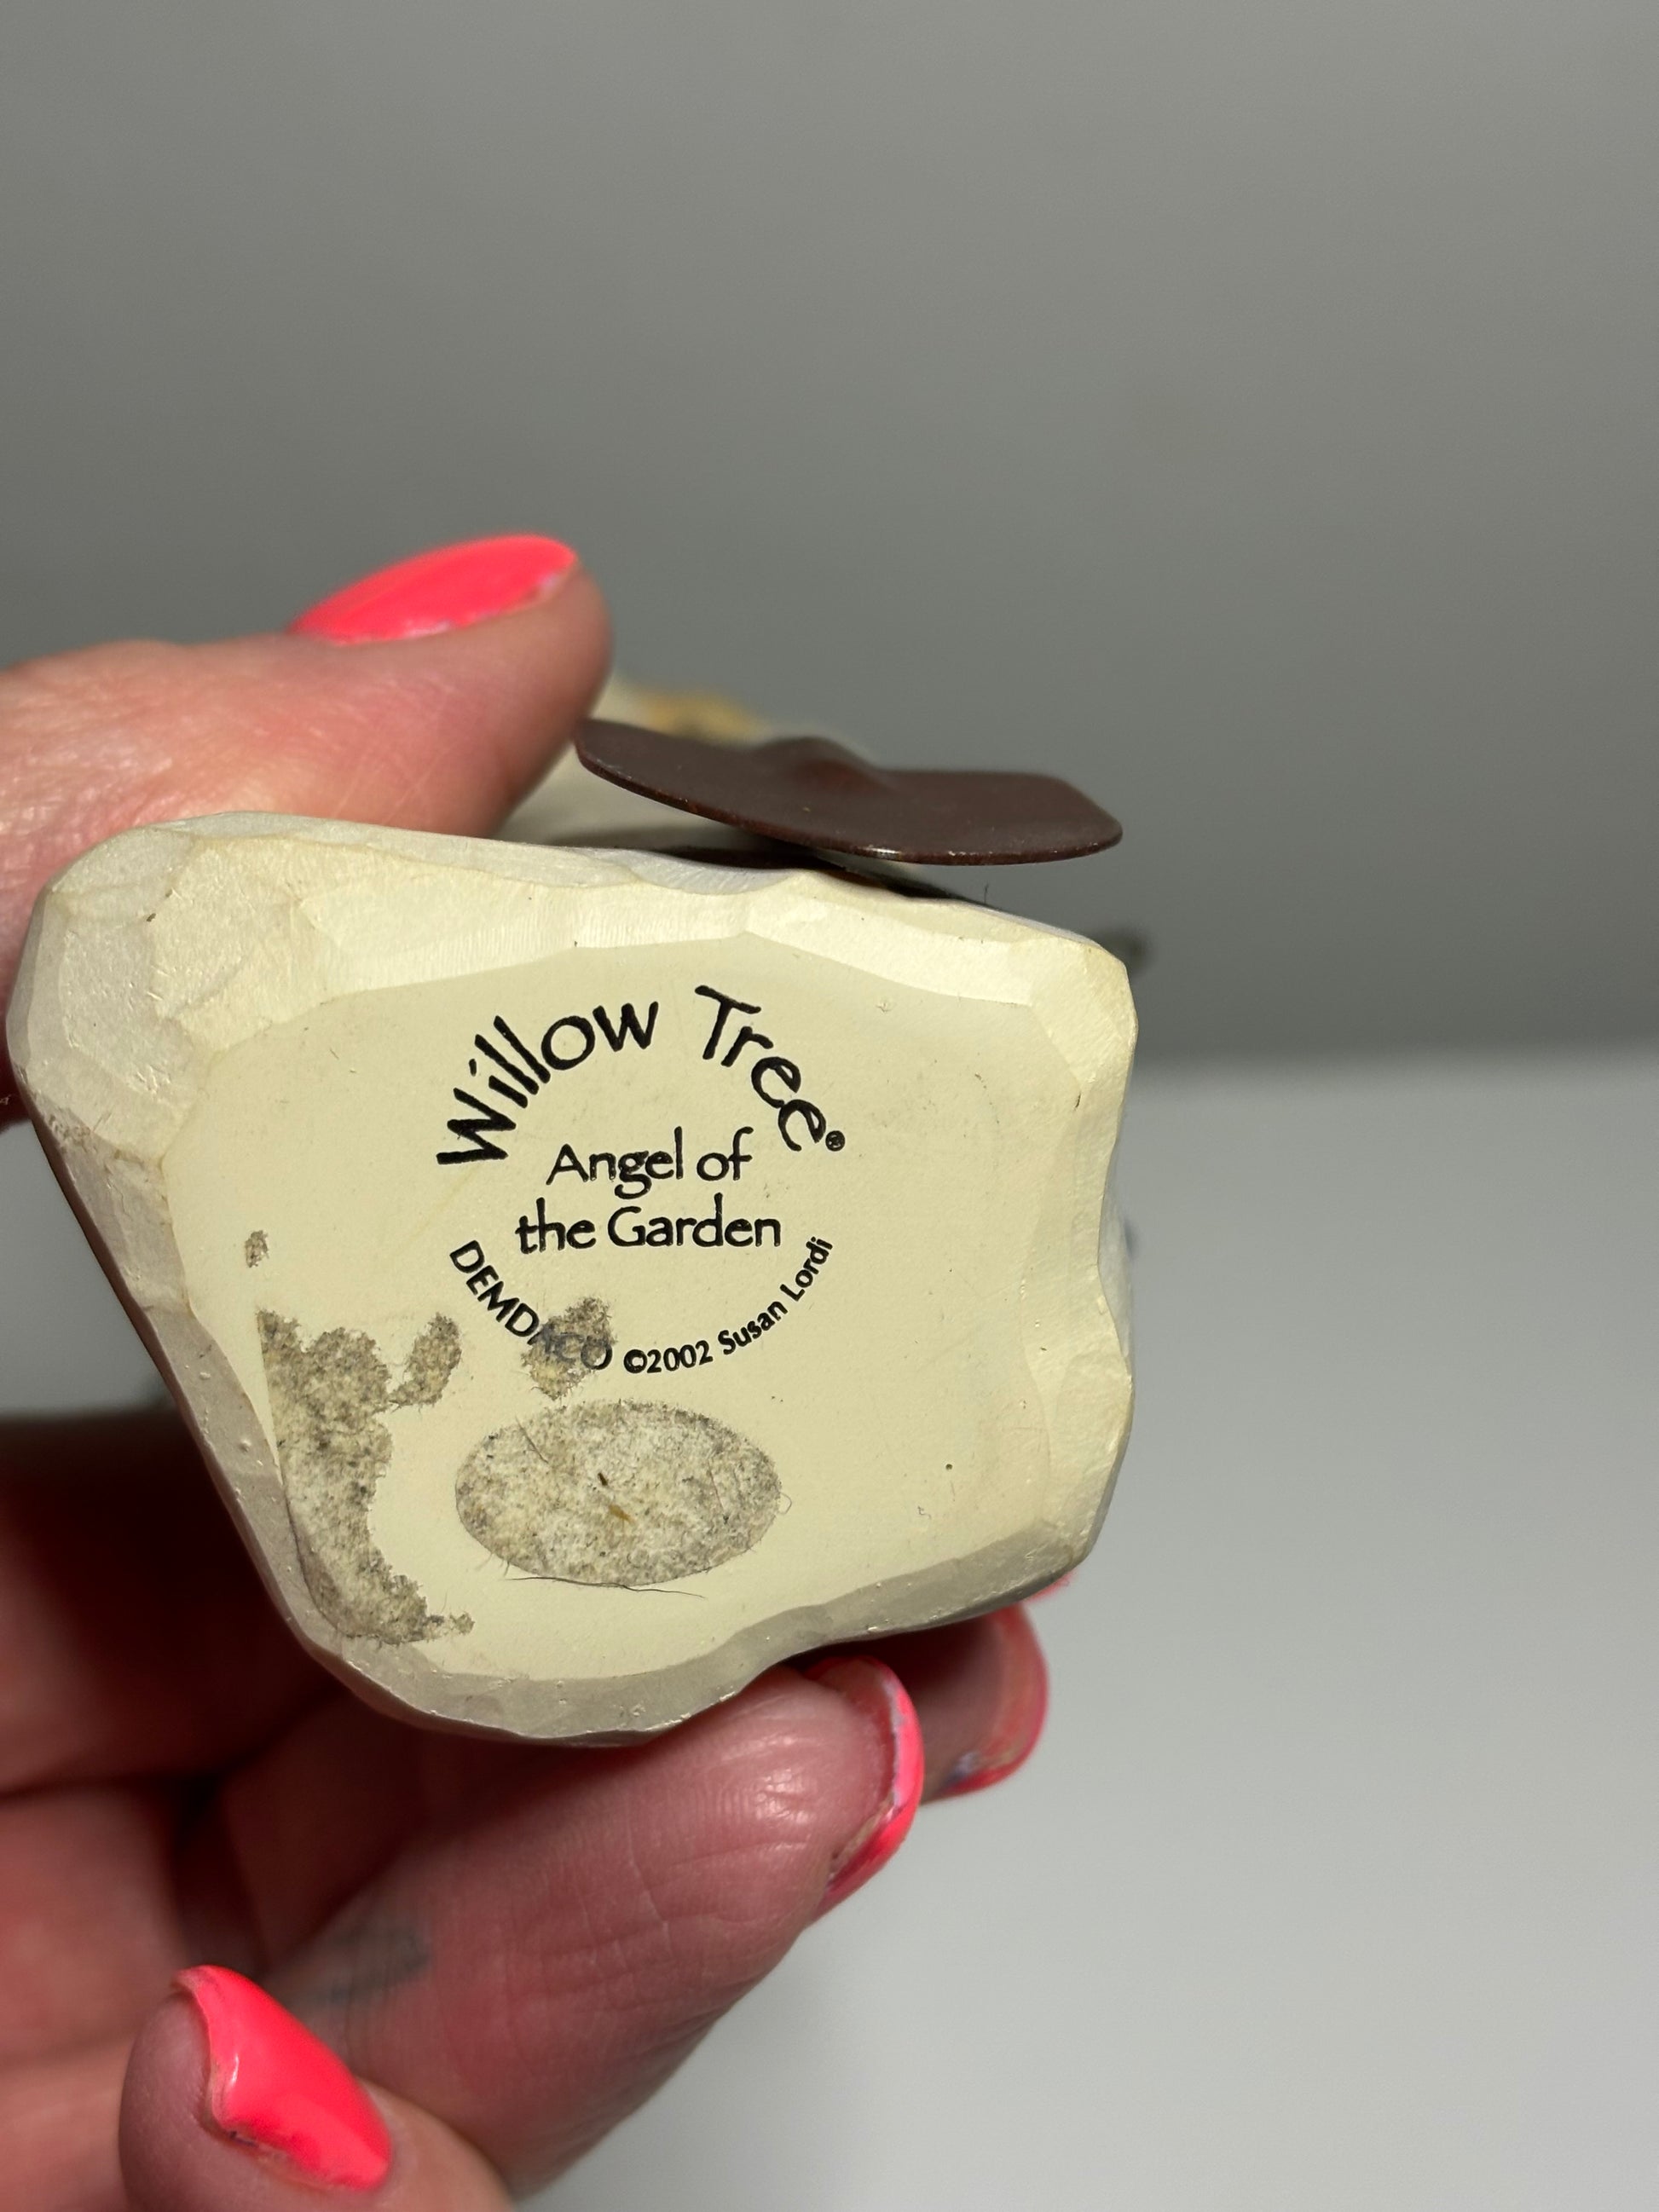 Willow Tree®
Angel of
the Garden
DEMDACO ©2002 Susan Lordi